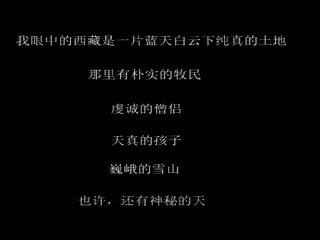 我眼中的西藏是一片蓝天白云下纯真的土地
那里有朴实的牧民
虔诚的僧侣
天真的孩子
巍峨的雪山
也许，还有神秘的天